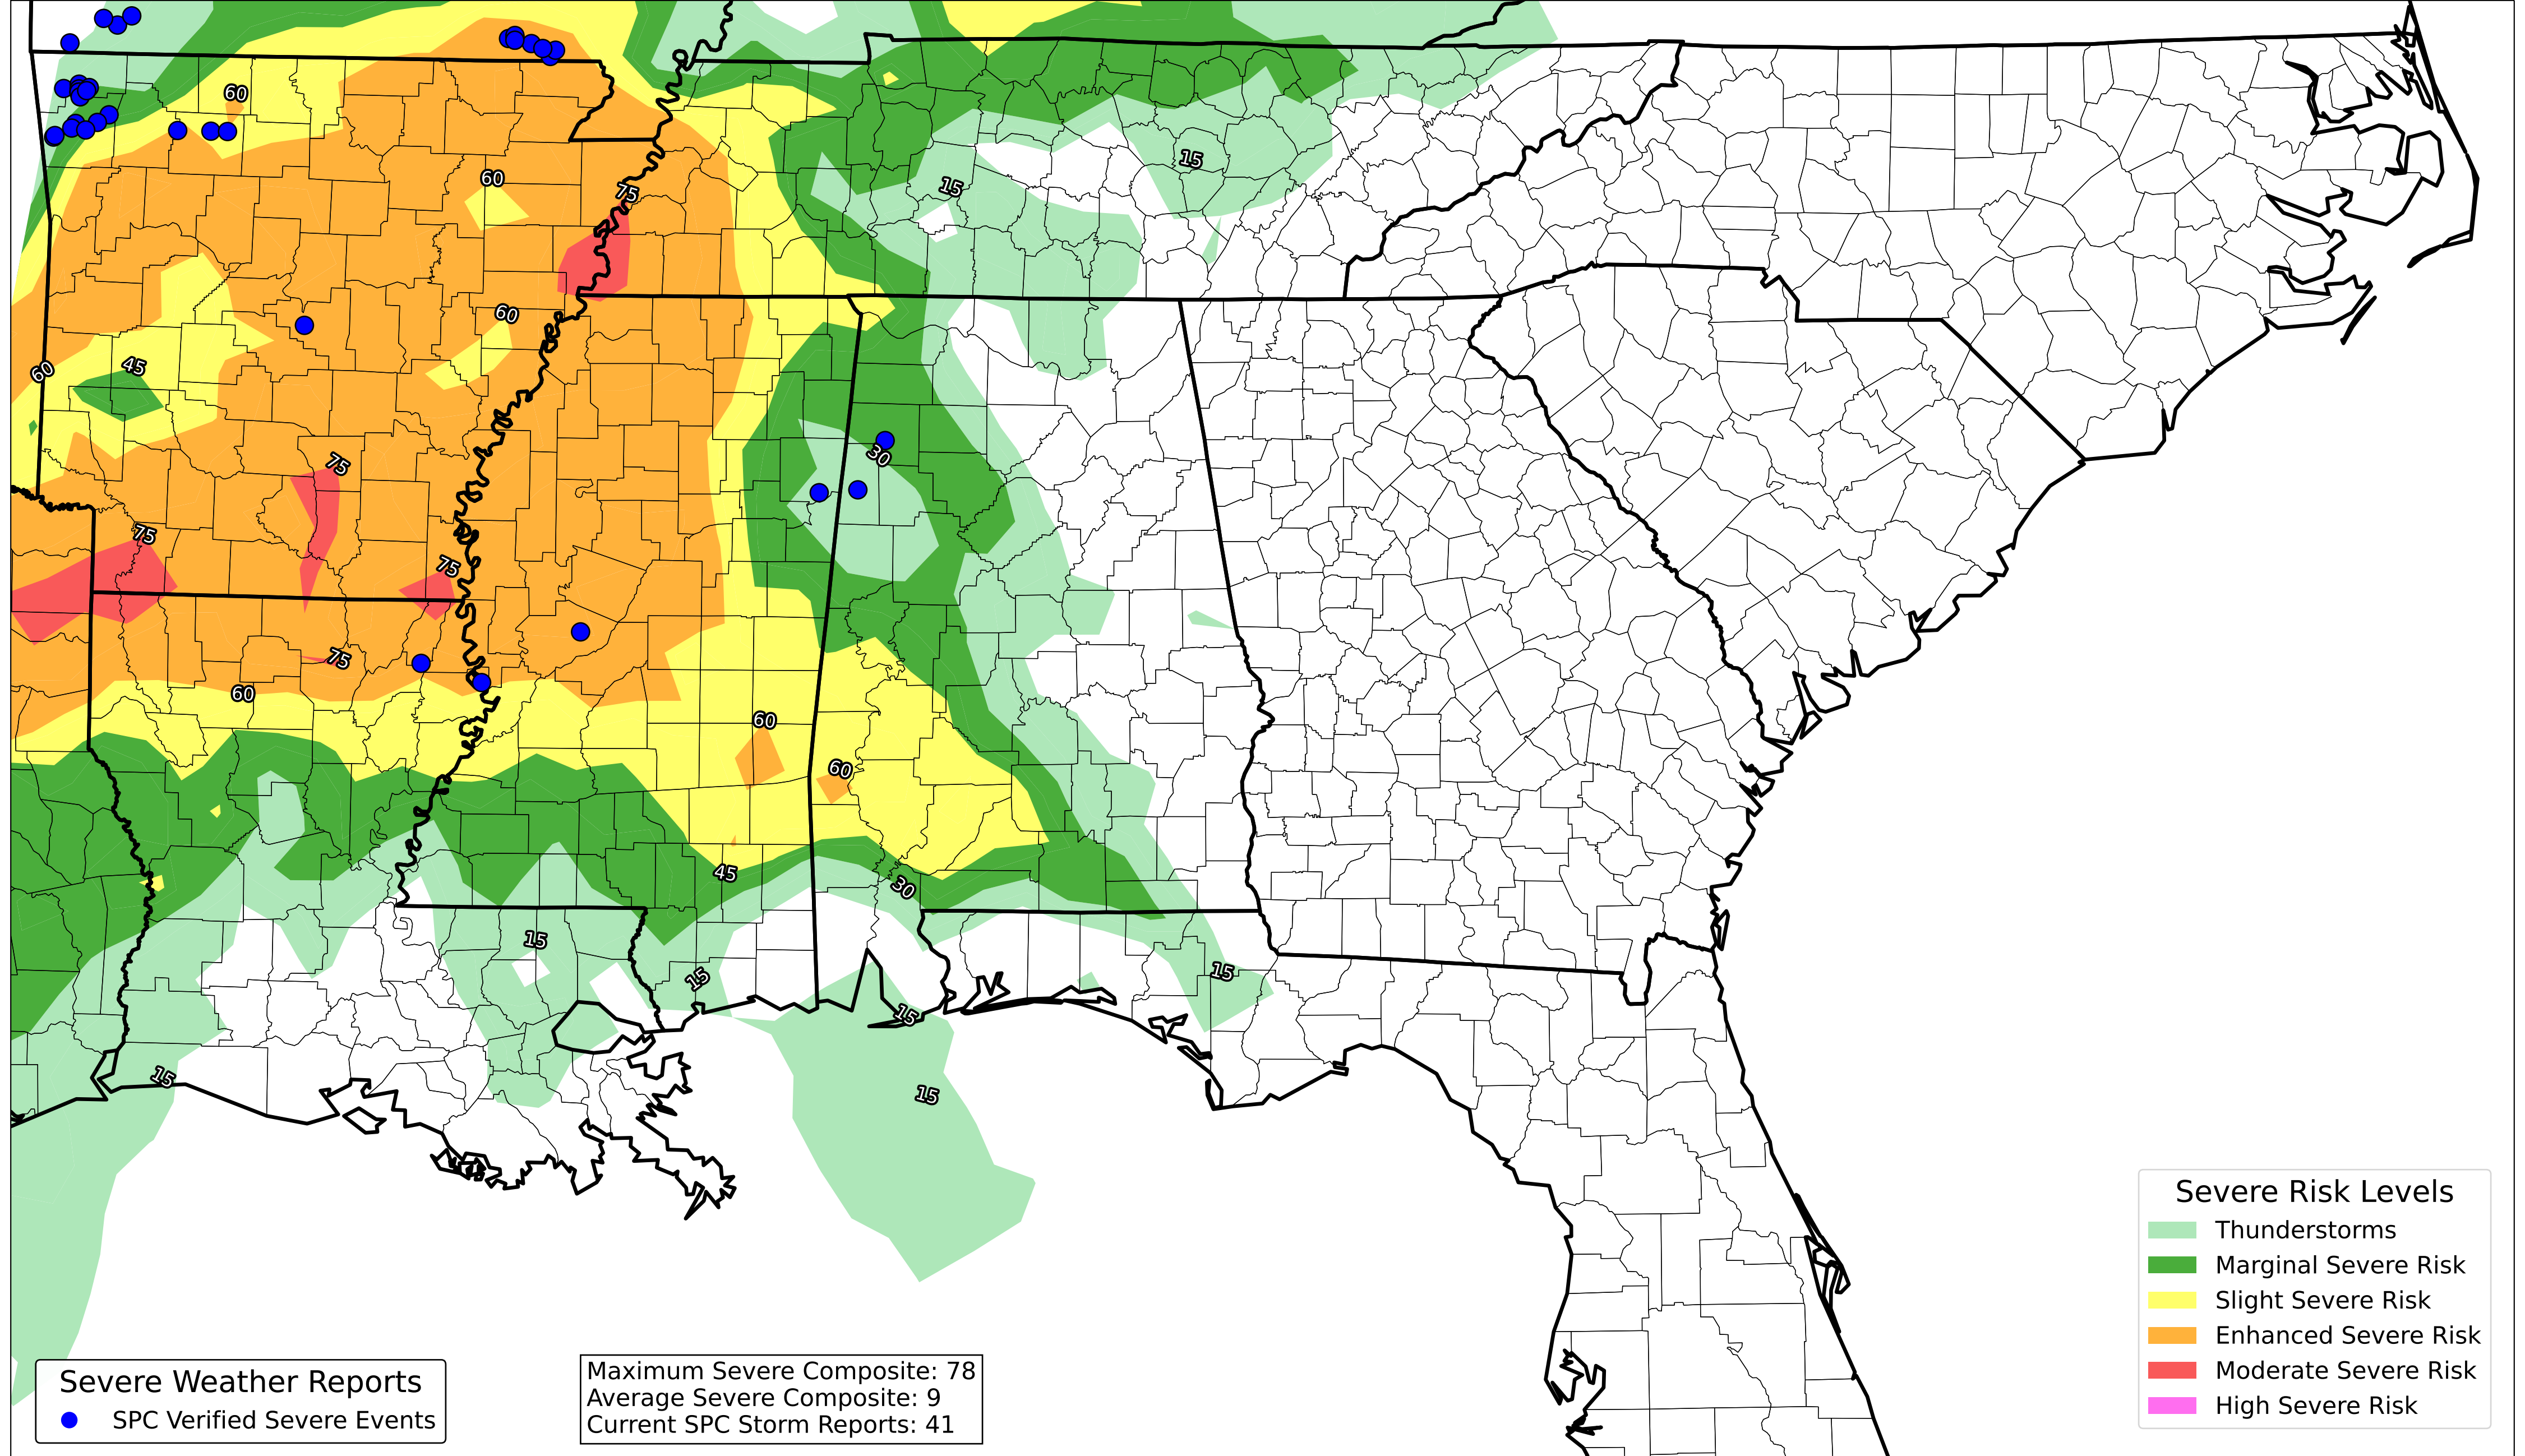 60
60
75
15
15
60
60
45
30
75
75
75
75
60
60
60
45
30
15
15
15
15
15
15
Severe Risk Levels
Thunderstorms
Marginal Severe Risk
Slight Severe Risk
Enhanced Severe Risk
Moderate Severe Risk
High Severe Risk
Severe Weather Reports
SPC Verified Severe Events
Maximum Severe Composite: 78
Average Severe Composite: 9
Current SPC Storm Reports: 41